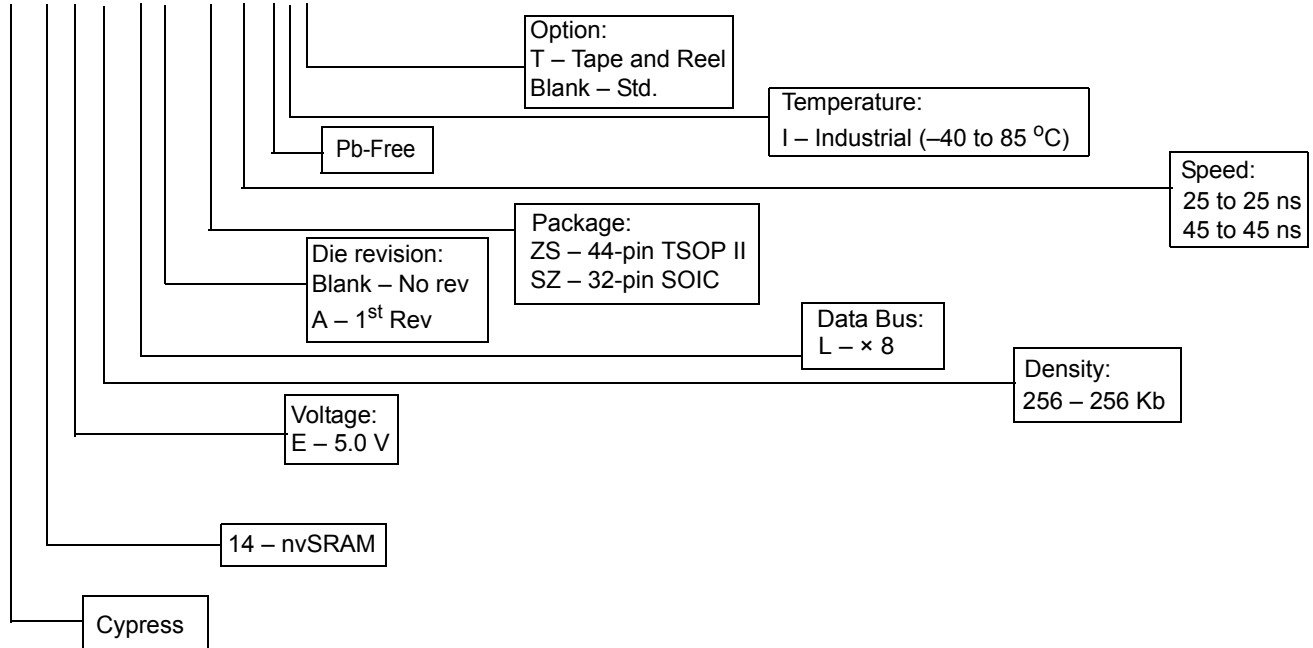 Option:
T – Tape and Reel
Blank – Std.
Temperature:
I – Industrial (–40 to 85 ºC)
Pb-Free
Speed:
25 to 25 ns
45 to 45 ns
Package:
ZS – 44-pin TSOP II
SZ – 32-pin SOIC
Die revision:
Blank – No rev
A – 1st Rev
Data Bus:
L – × 8
Density:
256 – 256 Kb
Voltage:
E – 5.0 V
14 – nvSRAM
Cypress